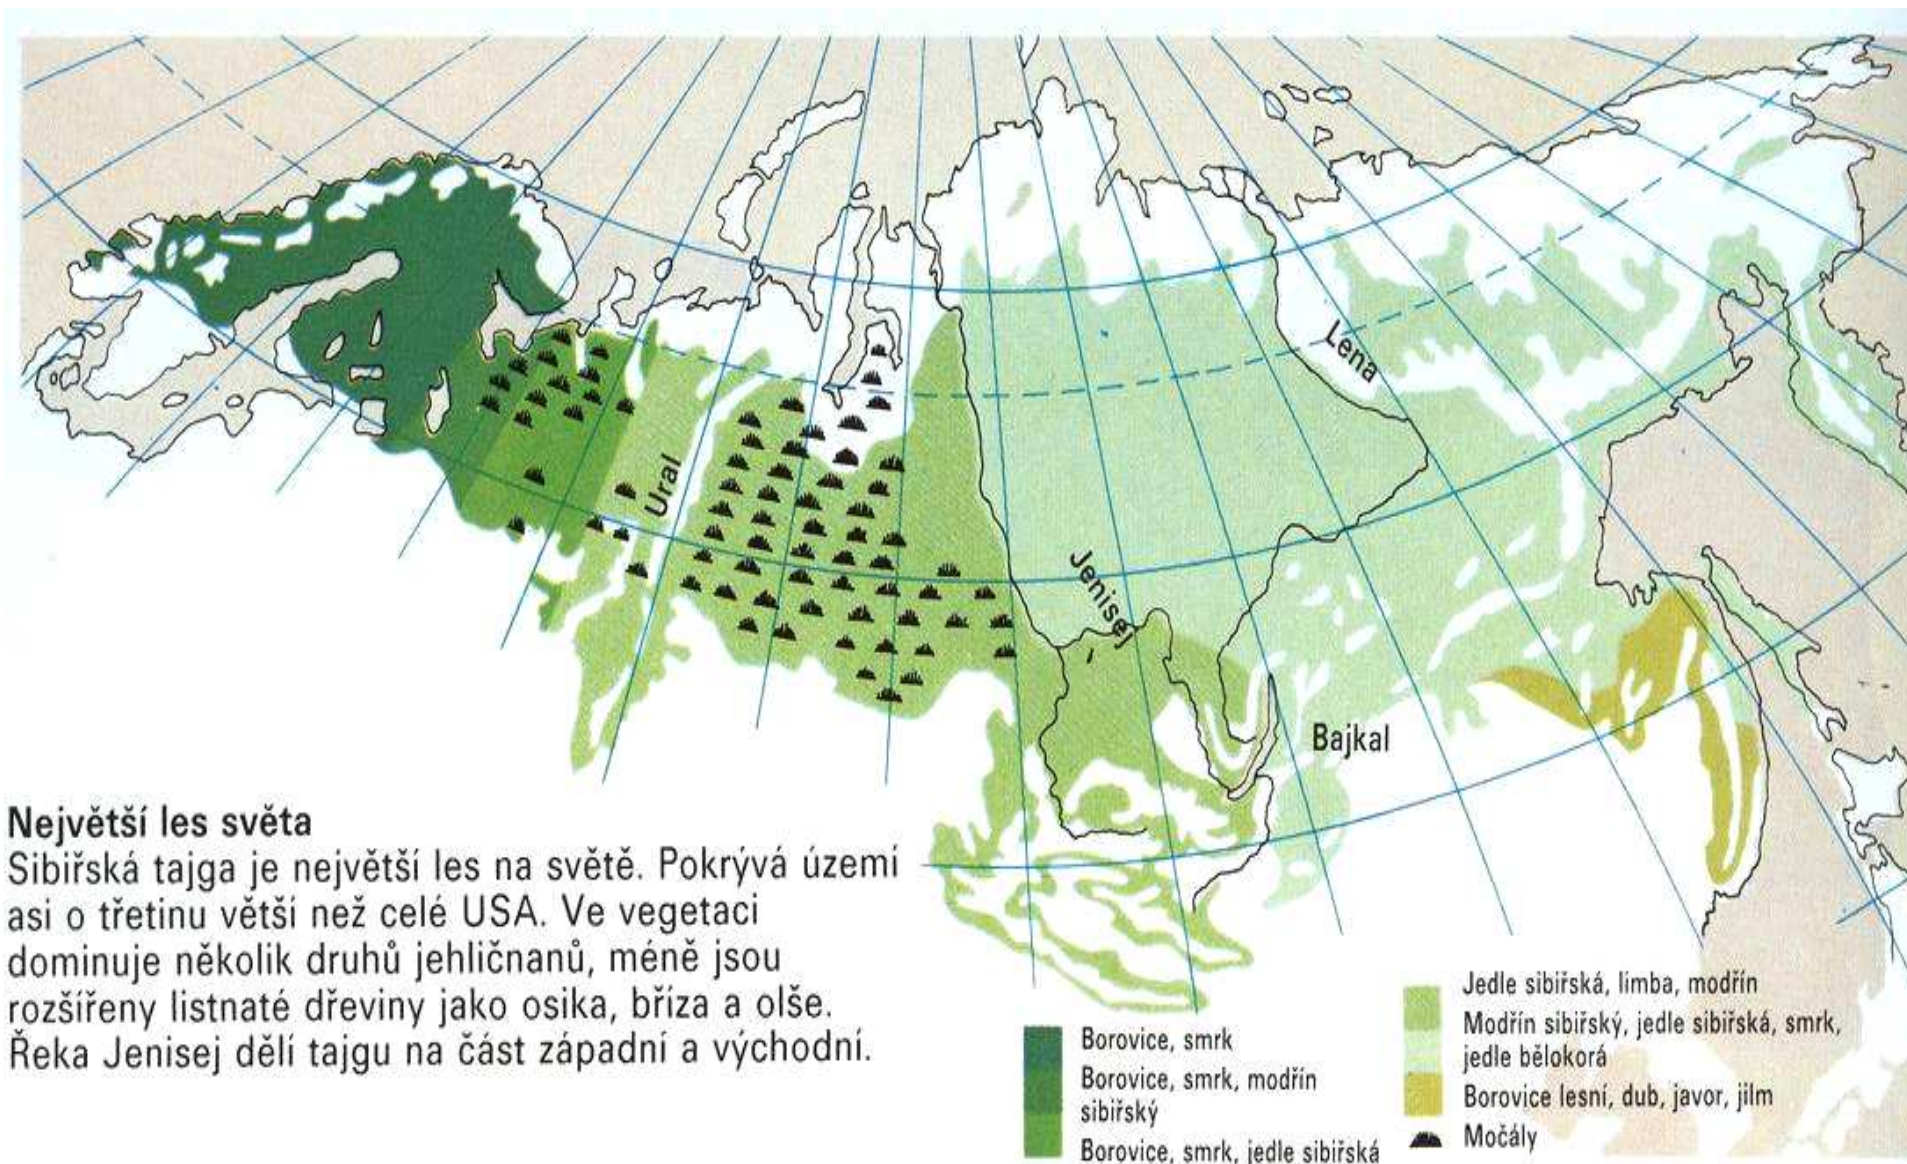 Lena
Ural
Jenisej
Bajkal
Největší les světa
Sibiřská tajga je největší les na světě. Pokrývá území
asi o třetinu větší než celé USA. Ve vegetaci
dominuje několik druhů jehličnanů, méně jsou
rozšířeny listnaté dřeviny jako osika, bříza a olše.
Řeka Jenisej dělí tajgu na část západní a východní.
Borovice, smrk
Borovice, smrk, modřín
sibiřský
Borovice, smrk, jedle sibiřská
Jedle sibiřská, limba, modřín
Modřín sibiřský, jedle sibiřská, smrk,
jedle bělokorá
Borovice lesní, dub, javor, jilm
Močály